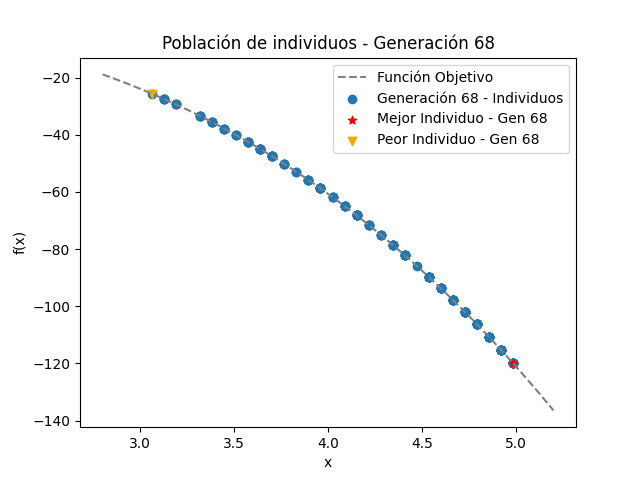 Población de individuos - Generación 68
Función Objetivo
Generación 68 - Individuos
Mejor Individuo - Gen 68
Peor Individuo - Gen 68
f(x)
−20
−40
−60
−80
−100
−120
−140
3.0 3.5 4.0 4.5 5.0
x